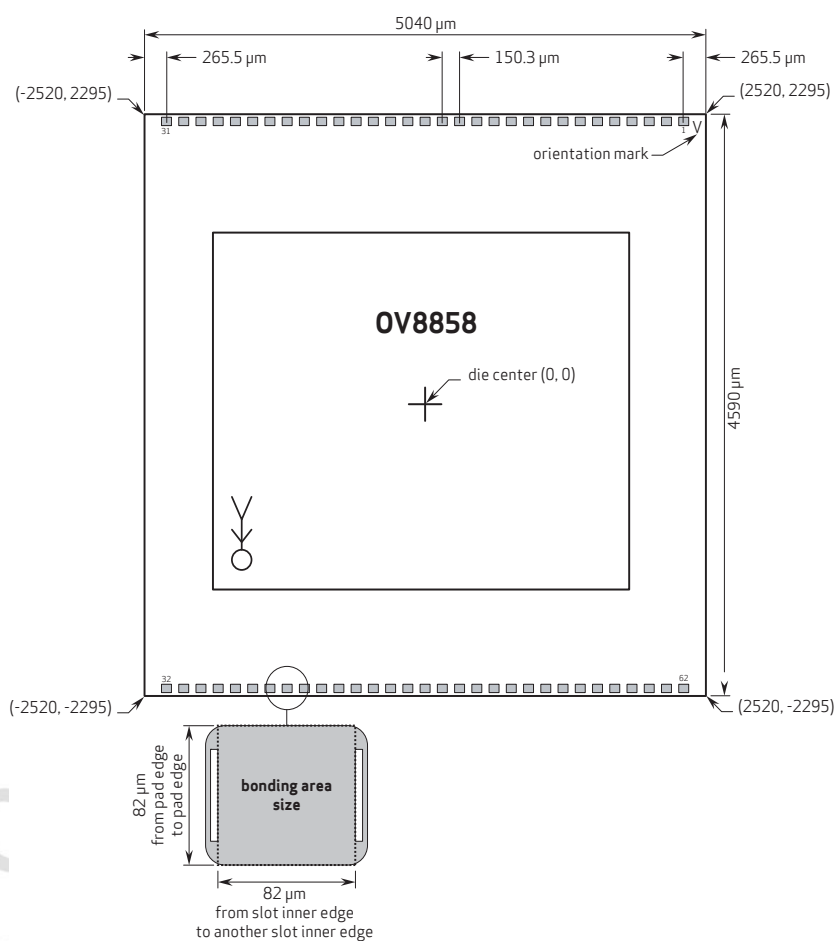 5040 µm
265.5 µm
150.3 µm
265.5 µm
(-2520, 2295)
(2520, 2295)
31
1
V
orientation mark
OV8858
die center (0, 0)
4590 µm
32
62
(-2520, -2295)
(2520, -2295)
82 µm
from pad edge
to pad edge
bonding area
size
82 µm
from slot inner edge
to another slot inner edge